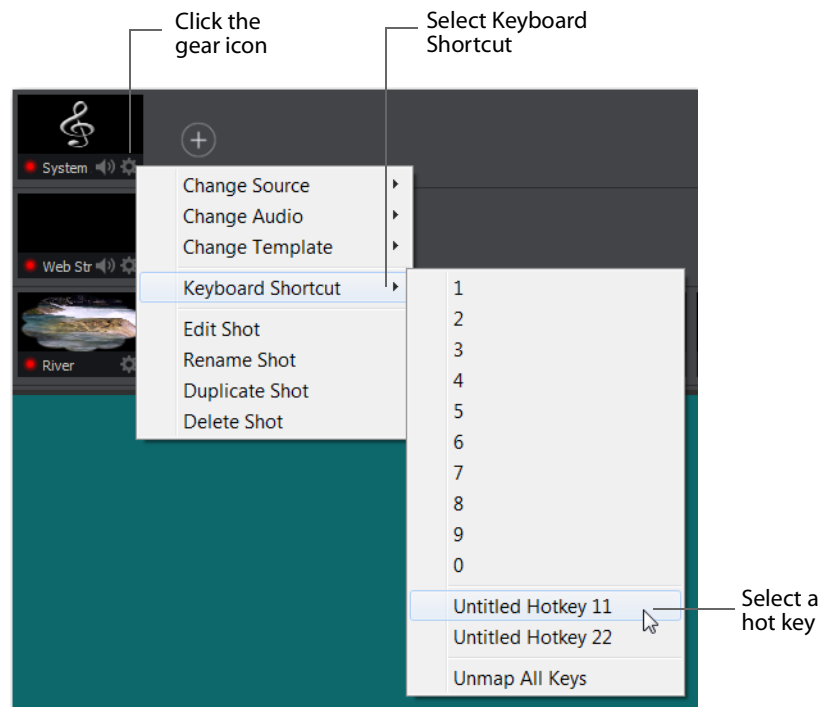 Click the
gear icon
Select Keyboard
Shortcut
System
Change Source
Change Audio
Change Template
Web Str
Keyboard Shortcut
1
2
Edit Shot
3
Rename Shot
River
4
Duplicate Shot
5
Delete Shot
6
7
8
9
0
Untitled Hotkey 11
Select a
hot key
Untitled Hotkey 22
Unmap All Keys